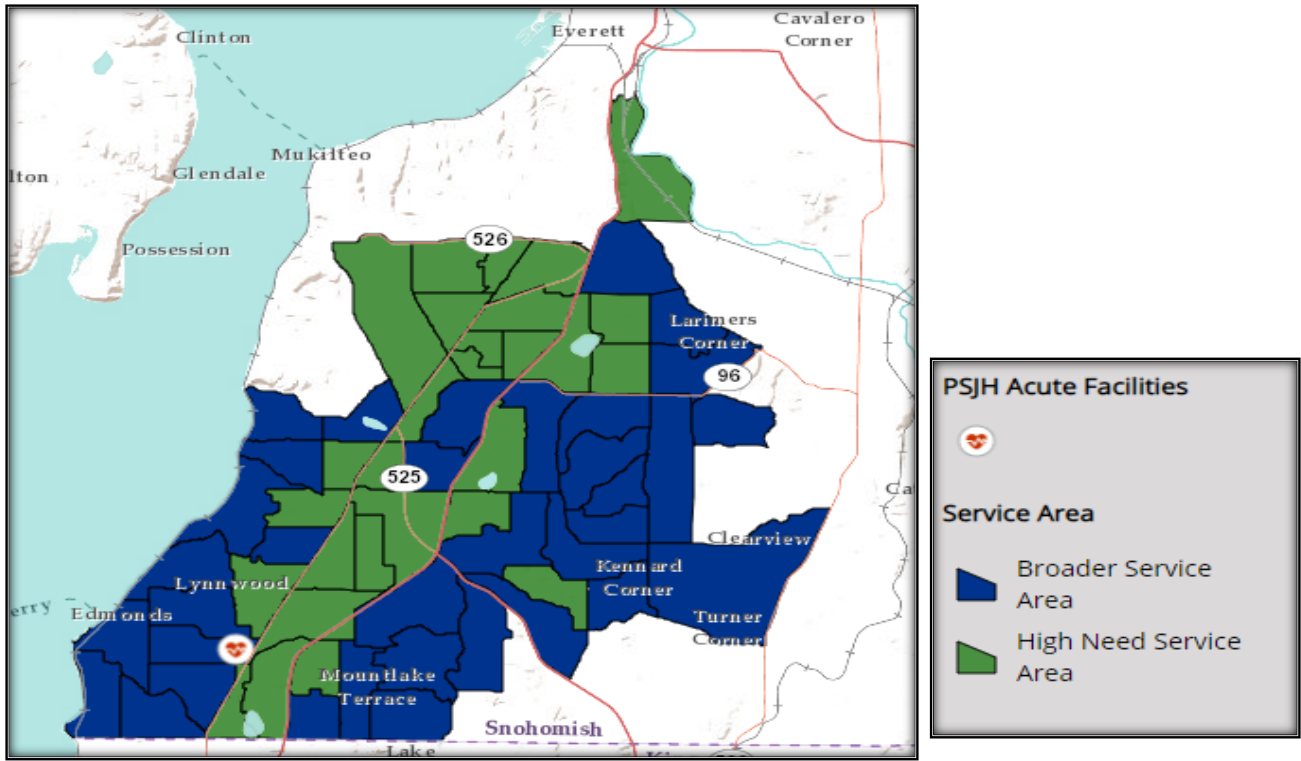 Clinton
Everett
Cavalero
Corner
Mukilteo
lton
Glendale
Possession
526
Larimers
Corner
96
525
Ca
Clearview
Kennard
Corner
Lynnwood
erry
Edmonds
Turner
Corner
Mountlake
Terrace
Snohomish
Lake
PSJH Acute Facilities
Service Area
Broader Service
Area
High Need Service
Area